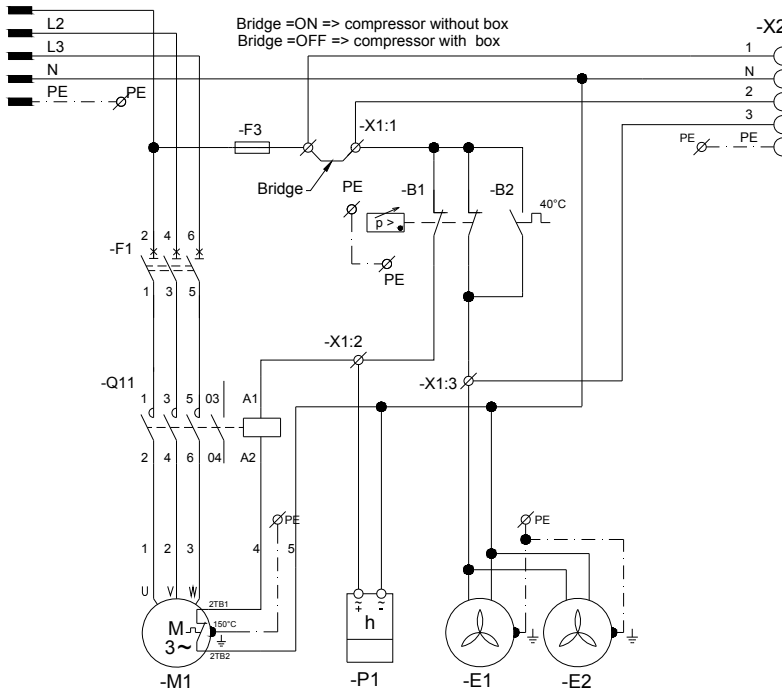 Bridge =ON => compressor without box
Bridge =OFF => compressor with  box
-X2
L2
L3
N
PE
PE
1
N
2
3
PE
PE
-F3
-X1:1
Bridge
PE
-B1
-B2
40°C
p >
PE
2 4 6
-F1
1 3 5
-X1:2
-X1:3
-Q11
1 3 5 03 A1
2 4 6 04 A2
PE
PE
1 2 3 4 5
U V W
2TB1
M
3~
150°C
2TB2
~ ~
+ -
h
-M1
-P1
-E1
-E2